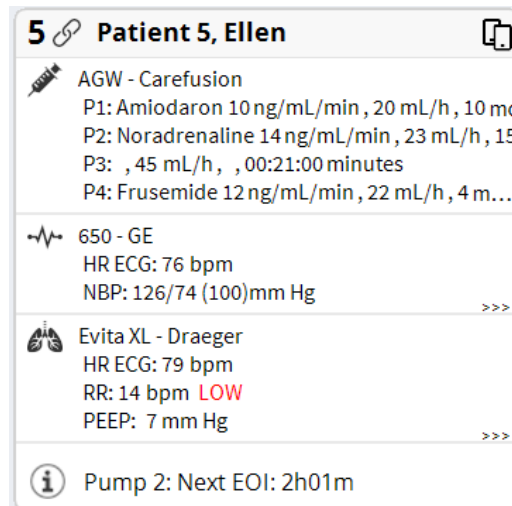 5 Patient 5, Ellen
AGW - Carefusion
P1: Amiodaron 10 ng/mL/min , 20 mL/h , 10
P2: Noradrenaline 14 ng/mL/min , 23 mL/h , 15
P3: , 45 mL/h , , 00:21:00 minutes
P4: Frusemide 12 ng/mL/min , 22 mL/h , 4 m...
650 - GE
HR ECG: 76 bpm
NBP: 126/74 (100)mm Hg
>>>
Evita XL - Draeger
HR ECG: 79 bpm
RR: 14 bpm LOW
PEEP: 7 mm Hg
>>>
Pump 2: Next EOI: 2h01m